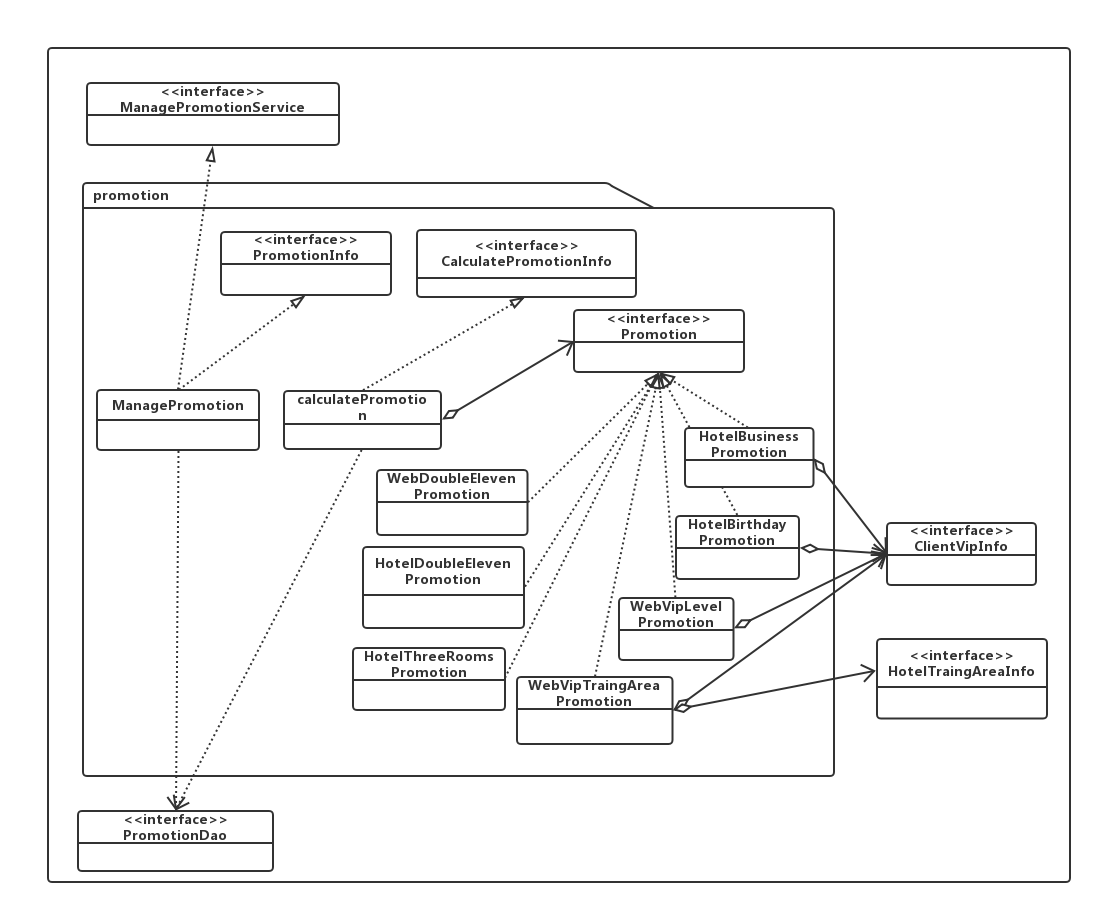 <<interface>>
ManagePromotionService
promotion
<<interface>>
PromotionInfo
<<interface>>
CalculatePromotionInfo
<<interface>>
Promotion
ManagePromotion
calculatePromotio
n
HotelBusiness
Promotion
WebDoubleEleven
Promotion
HotelBirthday
Promotion
<<interface>>
ClientVipInfo
HotelDoubleEleven
Promotion
WebVipLevel
Promotion
HotelThreeRooms
Promotion
<<interface>>
HotelTraingAreaInfo
WebVipTraingArea
Promotion
<<interface>>
PromotionDao